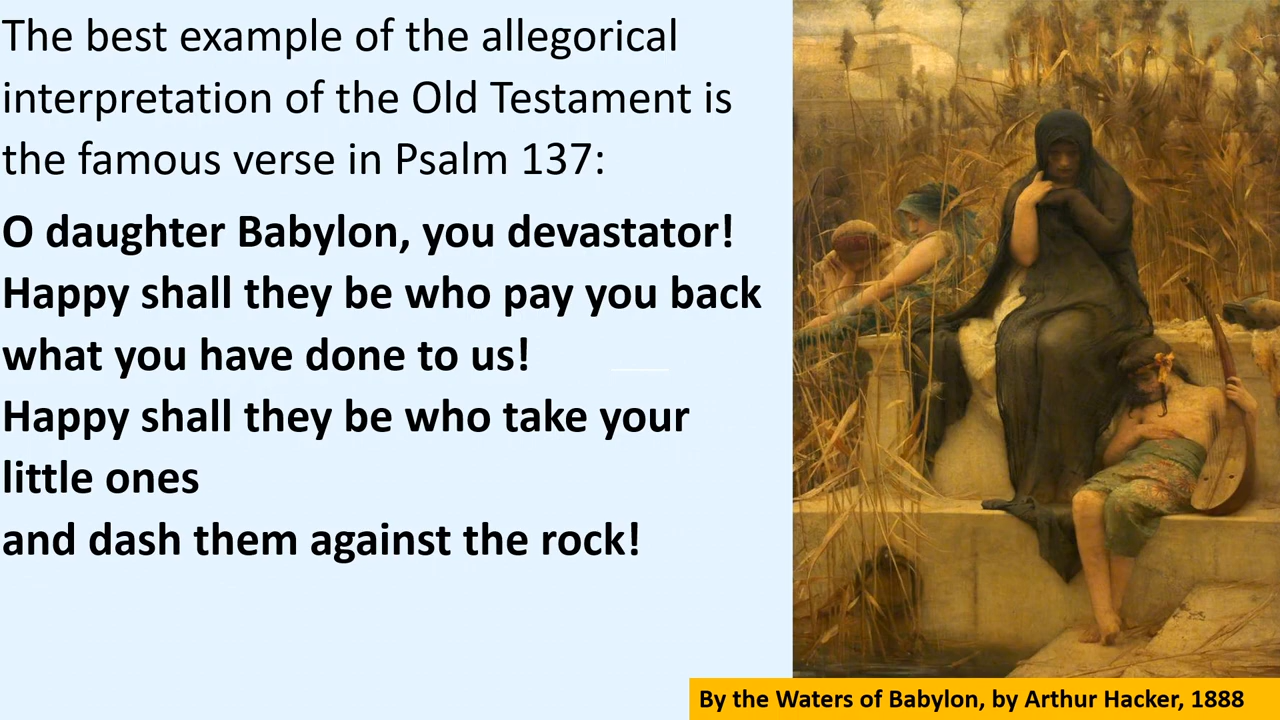 The best example of the allegorical
interpretation of the Old Testament is
the famous verse in Psalm 137:
O daughter Babylon, you devastator!
Happy shall they be who pay you back
what you have done to us!
Happy shall they be who take your
little ones
and dash them against the rock!
By the Waters of Babylon, by Arthur Hacker, 1888